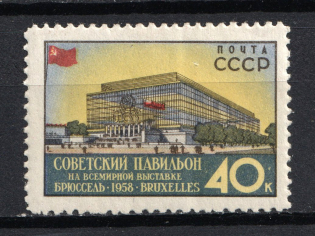 ПОЧТА
СССР
СОВЕТСКИЙ ПАВИЛЬОН
НА ВСЕМИРНОЙ ВЫСТАВКЕ
БРЮССЕЛЬ·1958·BRUXELLES
40К